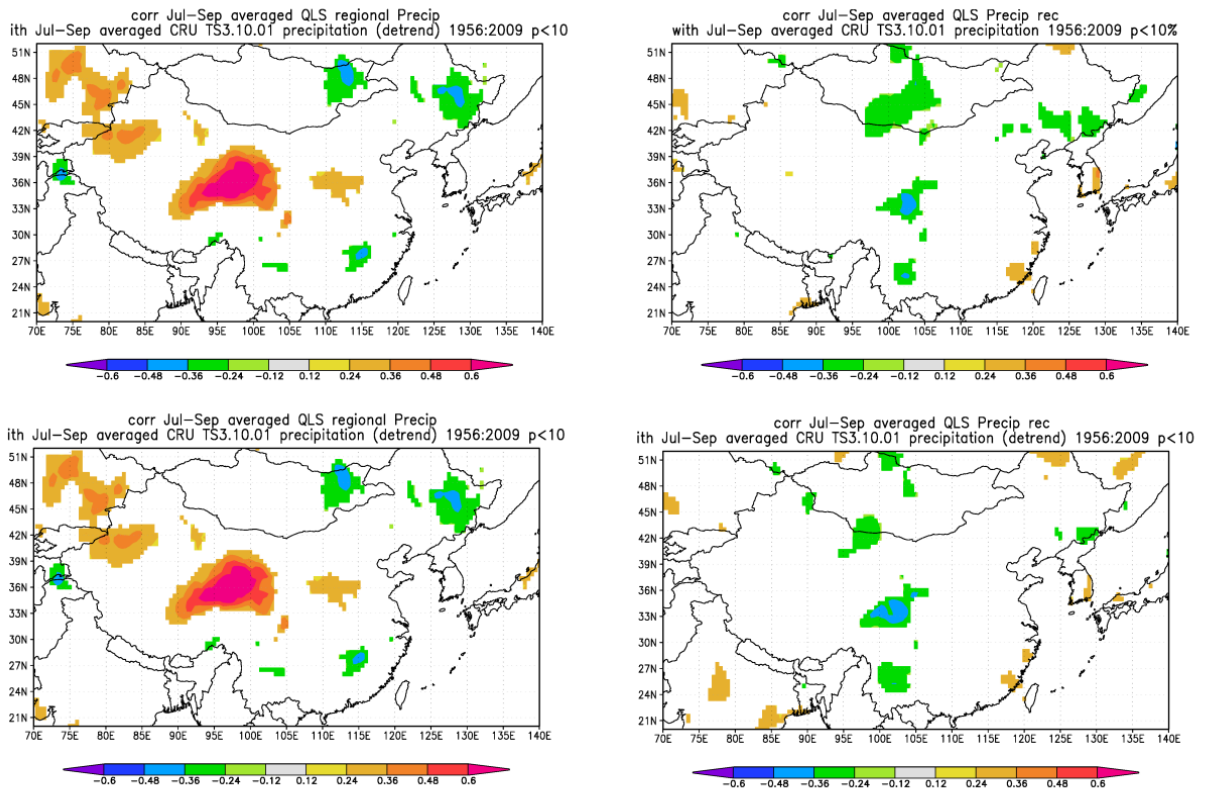 corr Jul-Sep averaged QLS regional Precip
ith Jul-Sep averaged CRU TS3.10.01 precipitation (detrend) 1956:2009 p<10
51N
48N
45N
42N
39N
36N
33N
30N
27N
24N
21N
70E 75E 80E 85E 90E 95E 100E 105E 110E 115E 120E 125E 130E 135E 140E
-0.6 -0.48 -0.36 -0.24 -0.12 0.12 0.24 0.36 0.48 0.6
corr Jul-Sep averaged QLS Precip rec
with Jul-Sep averaged CRU TS3.10.01 precipitation 1956:2009 p<10%
51N
48N
45N
42N
39N
36N
33N
30N
27N
24N
21N
70E 75E 80E 85E 90E 95E 100E 105E 110E 115E 120E 125E 130E 135E 140E
-0.6 -0.48 -0.36 -0.24 -0.12 0.12 0.24 0.36 0.48 0.6
corr Jul-Sep averaged QLS regional Precip
ith Jul-Sep averaged CRU TS3.10.01 precipitation (detrend) 1956:2009 p<10
51N
48N
45N
42N
39N
36N
33N
30N
27N
24N
21N
70E 75E 80E 85E 90E 95E 100E 105E 110E 115E 120E 125E 130E 135E 140E
-0.6 -0.48 -0.36 -0.24 -0.12 0.12 0.24 0.36 0.48 0.6
corr Jul-Sep averaged QLS Precip rec
ith Jul-Sep averaged CRU TS3.10.01 precipitation (detrend) 1956:2009 p<10
51N
48N
45N
42N
39N
36N
33N
30N
27N
24N
21N
70E 75E 80E 85E 90E 95E 100E 105E 110E 115E 120E 125E 130E 135E 140E
-0.6 -0.48 -0.36 -0.24 -0.12 0.12 0.24 0.36 0.48 0.6